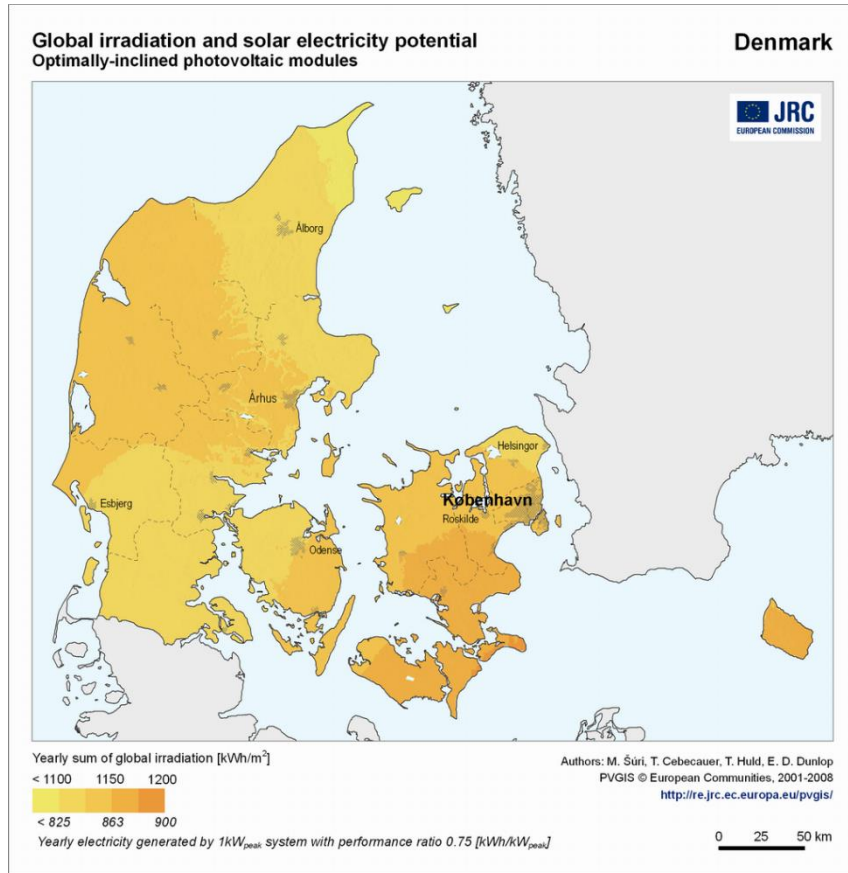 Global irradiation and solar electricity potential
Optimally-inclined photovoltaic modules
Denmark
JRC
EUROPEAN COMMISSION
Ålborg
Århus
Helsingor
København
Roskilde
Esbjerg
Odense
Yearly sum of global irradiation [kWh/m²]
< 1100 1150 1200
< 825 863 900
Yearly electricity generated by 1kWpeak system with performance ratio 0.75 [kWh/kWpeak]
Authors: M. Šúri, T. Cebecauer, T. Huld, E. D. Dunlop
PVGIS © European Communities, 2001-2008
http://re.jrc.ec.europa.eu/pvgis/
0 25 50 km